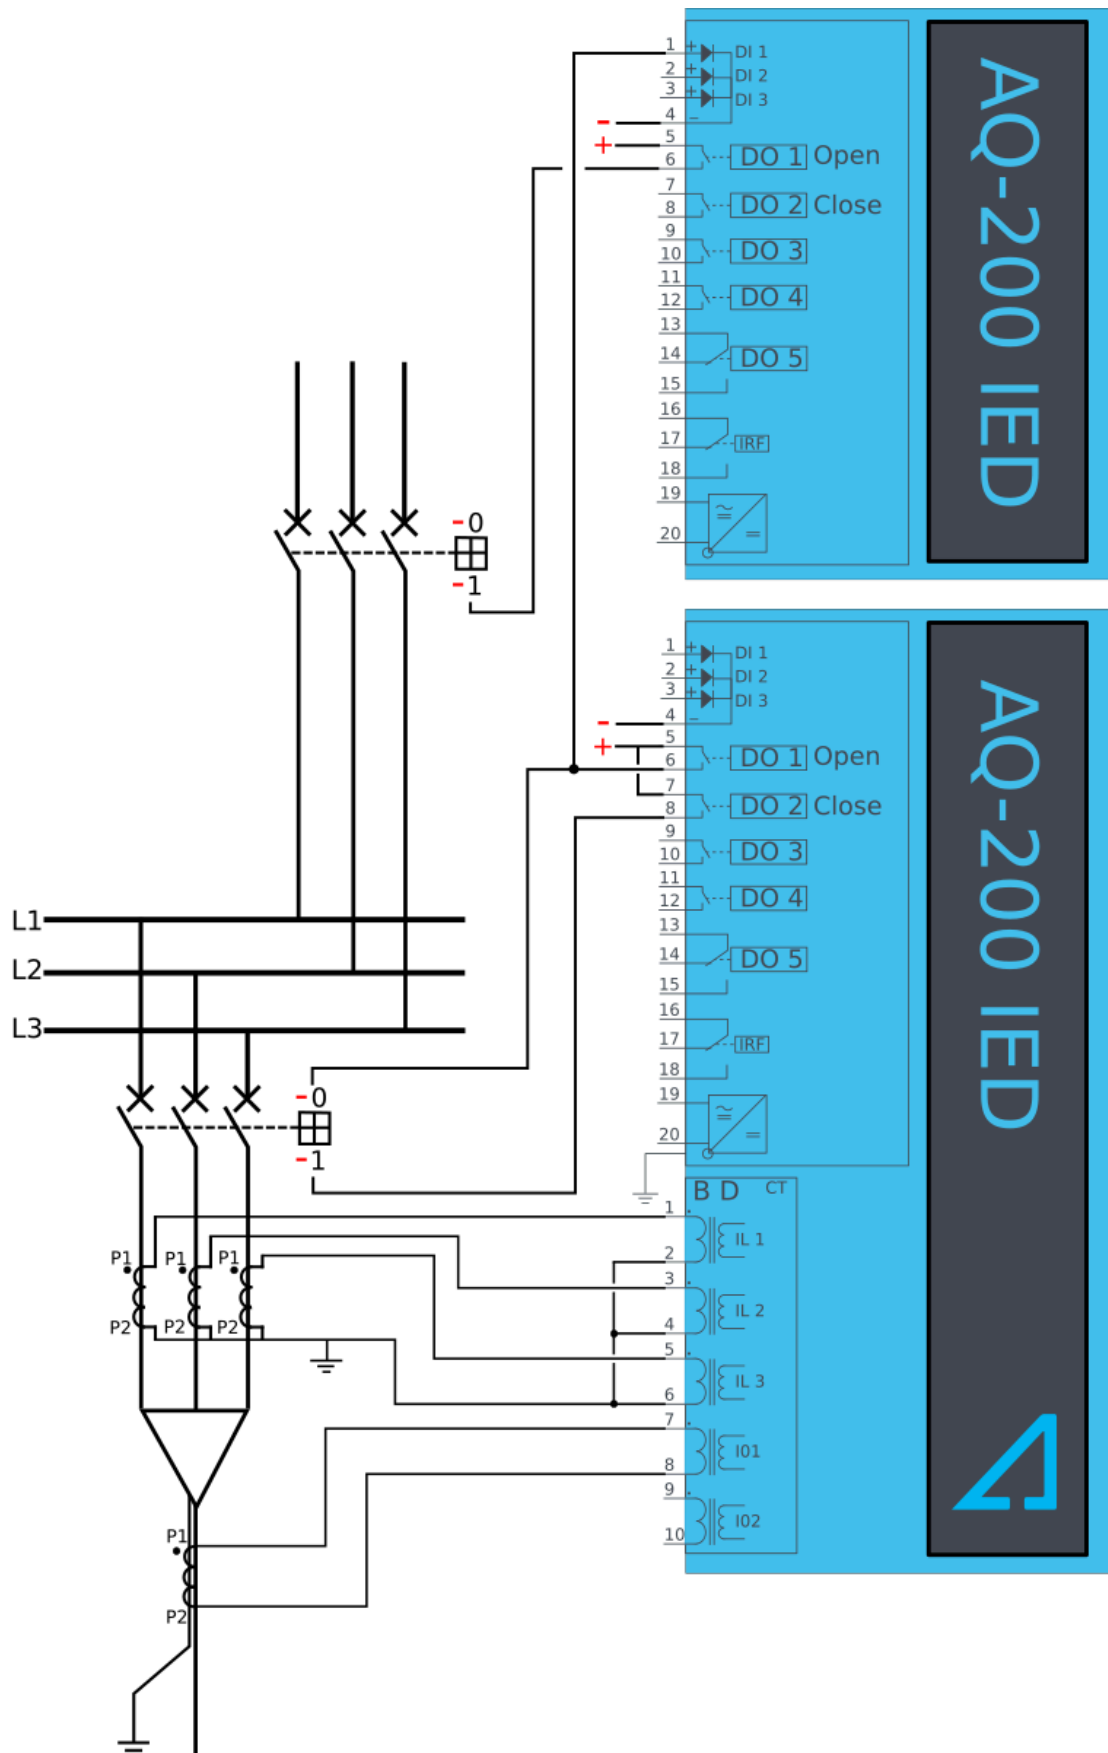 1 + DI 1
2 + DI 2
3 + DI 3
4 −
-
+
5
6 DO 1 Open
7
8 DO 2 Close
9
10 DO 3
11
12 DO 4
13
14 DO 5
15
16
17 IRF
18
19
20
AQ-200 IED
-0
-1
1 + DI 1
2 + DI 2
3 + DI 3
4 −
-
+
5
6 DO 1 Open
7
8 DO 2 Close
9
10 DO 3
11
12 DO 4
13
14 DO 5
15
16
17 IRF
18
19
20
AQ-200 IED
L1
L2
L3
-0
-1
B D CT
1
IL 1
2
3
IL 2
4
5
IL 3
6
7
I01
8
9
I02
10
P1 P1 P1
P2 P2 P2
P1
P2